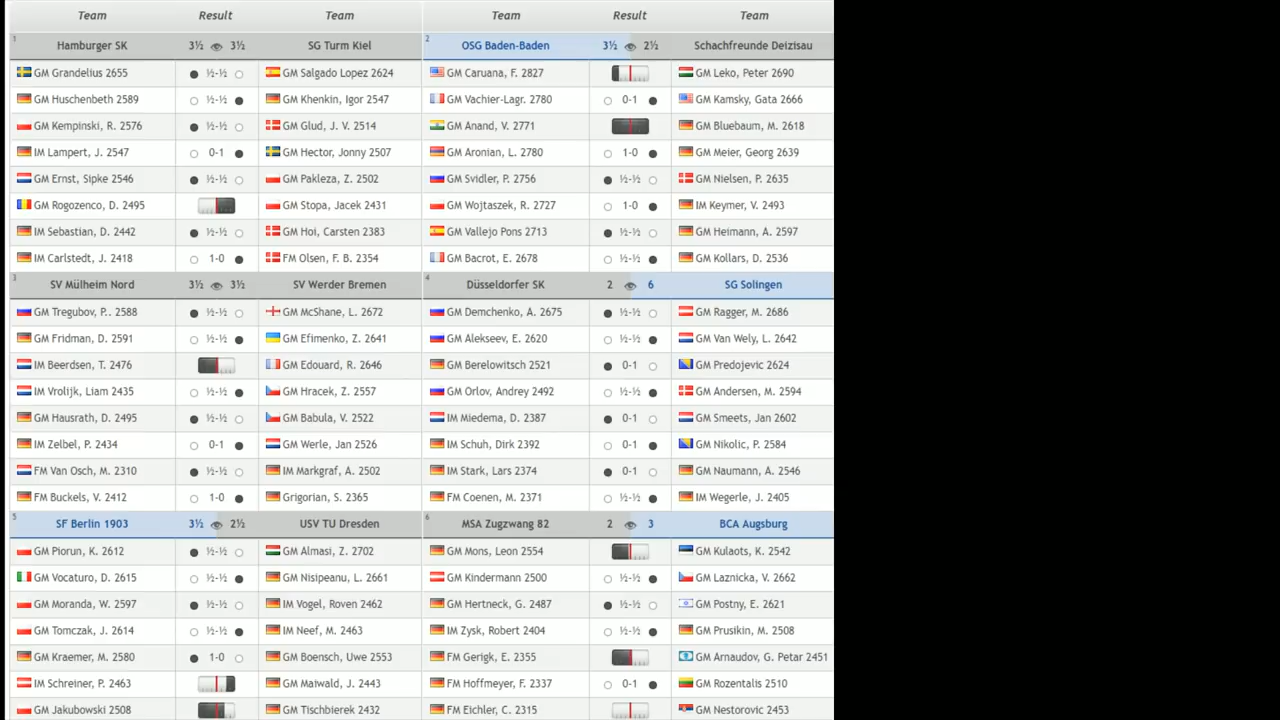 Team Result Team Team Result Team
1 Hamburger SK 3½ 3½ SG Turm Kiel 2 OSG Baden-Baden 3½ 2½ Schachfreunde Deizisau
GM Grandelius 2655 ½-½ GM Salgado Lopez 2624 GM Caruana, F. 2827 GM Leko, Peter 2690
GM Huschenbeth 2589 ½-½ GM Khenkin, Igor 2547 GM Vachier-Lagr. 2780 0-1 GM Kamsky, Gata 2666
GM Kempinski, R. 2576 ½-½ GM Glud, J. V. 2514 GM Anand, V. 2771 GM Bluebaum, M. 2618
IM Lampert, J. 2547 0-1 GM Hector, Jonny 2507 GM Aronian, L. 2780 1-0 GM Meier, Georg 2639
GM Ernst, Sipke 2546 ½-½ GM Pakleza, Z. 2502 GM Svidler, P. 2756 ½-½ GM Nielsen, P. 2635
GM Rogozenco, D. 2495 GM Stopa, Jacek 2431 GM Wojtaszek, R. 2727 1-0 IM Keymer, V. 2493
IM Sebastian, D. 2442 ½-½ GM Hoi, Carsten 2383 GM Vallejo Pons 2713 ½-½ GM Heimann, A. 2597
IM Carlstedt, J. 2418 1-0 FM Olsen, F. B. 2354 GM Bacrot, E. 2678 ½-½ GM Kollars, D. 2536
3 SV Mülheim Nord 3½ 3½ SV Werder Bremen 4 Düsseldorfer SK 2 6 SG Solingen
GM Tregubov, P.. 2588 ½-½ GM McShane, L. 2672 GM Demchenko, A. 2675 ½-½ GM Ragger, M. 2686
GM Fridman, D. 2591 ½-½ GM Efimenko, Z. 2641 GM Alekseev, E. 2620 ½-½ GM Van Wely, L. 2642
IM Beerdsen, T. 2476 GM Edouard, R. 2646 GM Berelowitsch 2521 0-1 GM Predojevic 2624
IM Vrolijk, Liam 2435 ½-½ GM Hracek, Z. 2557 GM Orlov, Andrey 2492 ½-½ GM Andersen, M. 2594
GM Hausrath, D. 2495 ½-½ GM Babula, V. 2522 IM Miedema, D. 2387 0-1 GM Smeets, Jan 2602
IM Zelbel, P. 2434 0-1 GM Werle, Jan 2526 IM Schuh, Dirk 2392 0-1 GM Nikolic, P. 2584
FM Van Osch, M. 2310 ½-½ IM Markgraf, A. 2502 IM Stark, Lars 2374 0-1 GM Naumann, A. 2546
FM Buckels, V. 2412 1-0 Grigorian, S. 2365 FM Coenen, M. 2371 ½-½ IM Wegerle, J. 2405
5 SF Berlin 1903 3½ 2½ USV TU Dresden 6 MSA Zugzwang 82 2 3 BCA Augsburg
GM Piorun, K. 2612 ½-½ GM Almasi, Z. 2702 GM Mons, Leon 2554 GM Kulaots, K. 2542
GM Vocaturo, D. 2615 ½-½ GM Nisipeanu, L. 2661 GM Kindermann 2500 ½-½ GM Laznicka, V. 2662
GM Moranda, W. 2597 ½-½ IM Vogel, Roven 2462 GM Hertneck, G. 2487 ½-½ GM Postny, E. 2621
GM Tomczak, J. 2614 ½-½ IM Neef, M. 2463 IM Zysk, Robert 2404 ½-½ GM Prusikin, M. 2508
GM Kraemer, M. 2580 1-0 GM Boensch, Uwe 2553 FM Gerigk, E. 2355 GM Arnaudov, G. Petar 2451
IM Schreiner, P. 2463 GM Maiwald, J. 2443 FM Hoffmeyer, F. 2337 0-1 GM Rozentalis 2510
GM Jakubowski 2508 GM Tischbierek 2432 FM Eichler, C. 2315 GM Nestorovic 2453